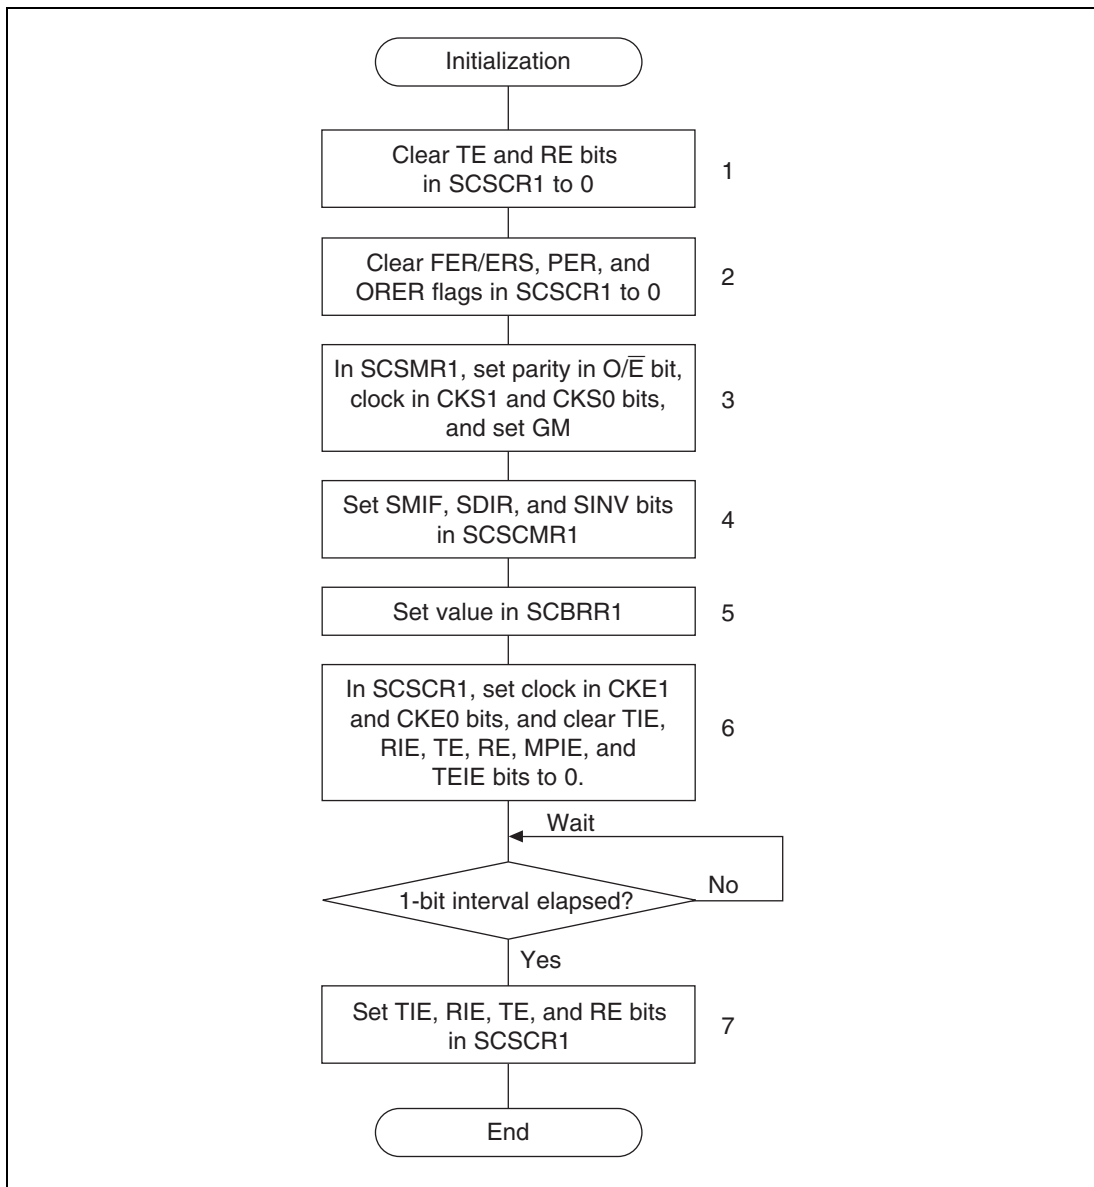 Initialization
Clear TE and RE bits
in SCSCR1 to 0
1
Clear FER/ERS, PER, and
ORER flags in SCSCR1 to 0
2
In SCSMR1, set parity in O/E̅ bit,
clock in CKS1 and CKS0 bits,
and set GM
3
Set SMIF, SDIR, and SINV bits
in SCSCMR1
4
Set value in SCBRR1
5
In SCSCR1, set clock in CKE1
and CKE0 bits, and clear TIE,
RIE, TE, RE, MPIE, and
TEIE bits to 0.
6
Wait
1-bit interval elapsed?
No
Yes
Set TIE, RIE, TE, and RE bits
in SCSCR1
7
End